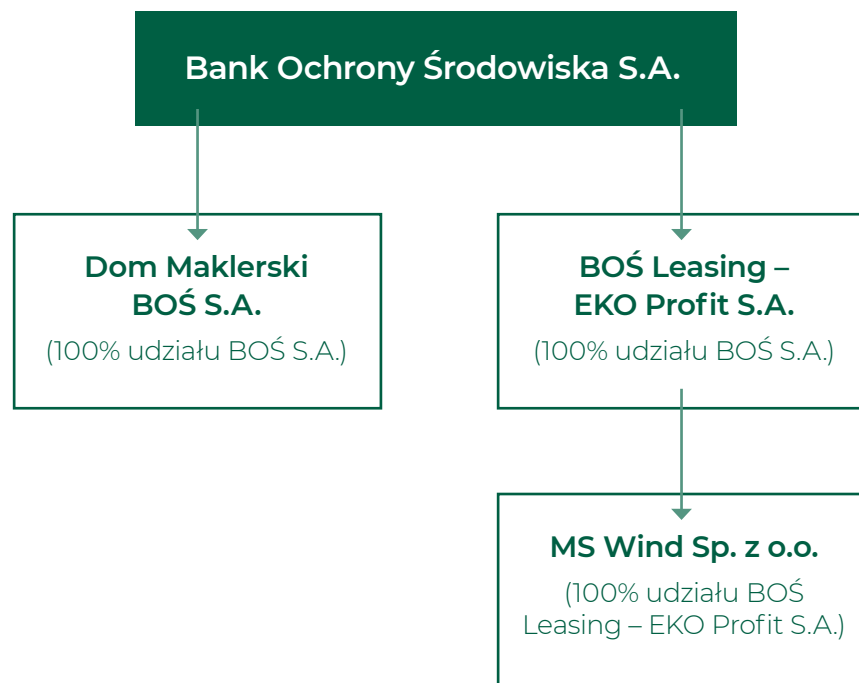 Bank Ochrony Środowiska S.A.
Dom Maklerski
BOŚ S.A.
(100% udziału BOŚ S.A.)
BOŚ Leasing –
EKO Profit S.A.
(100% udziału BOŚ S.A.)
MS Wind Sp. z o.o.
(100% udziału BOŚ
Leasing – EKO Profit S.A.)